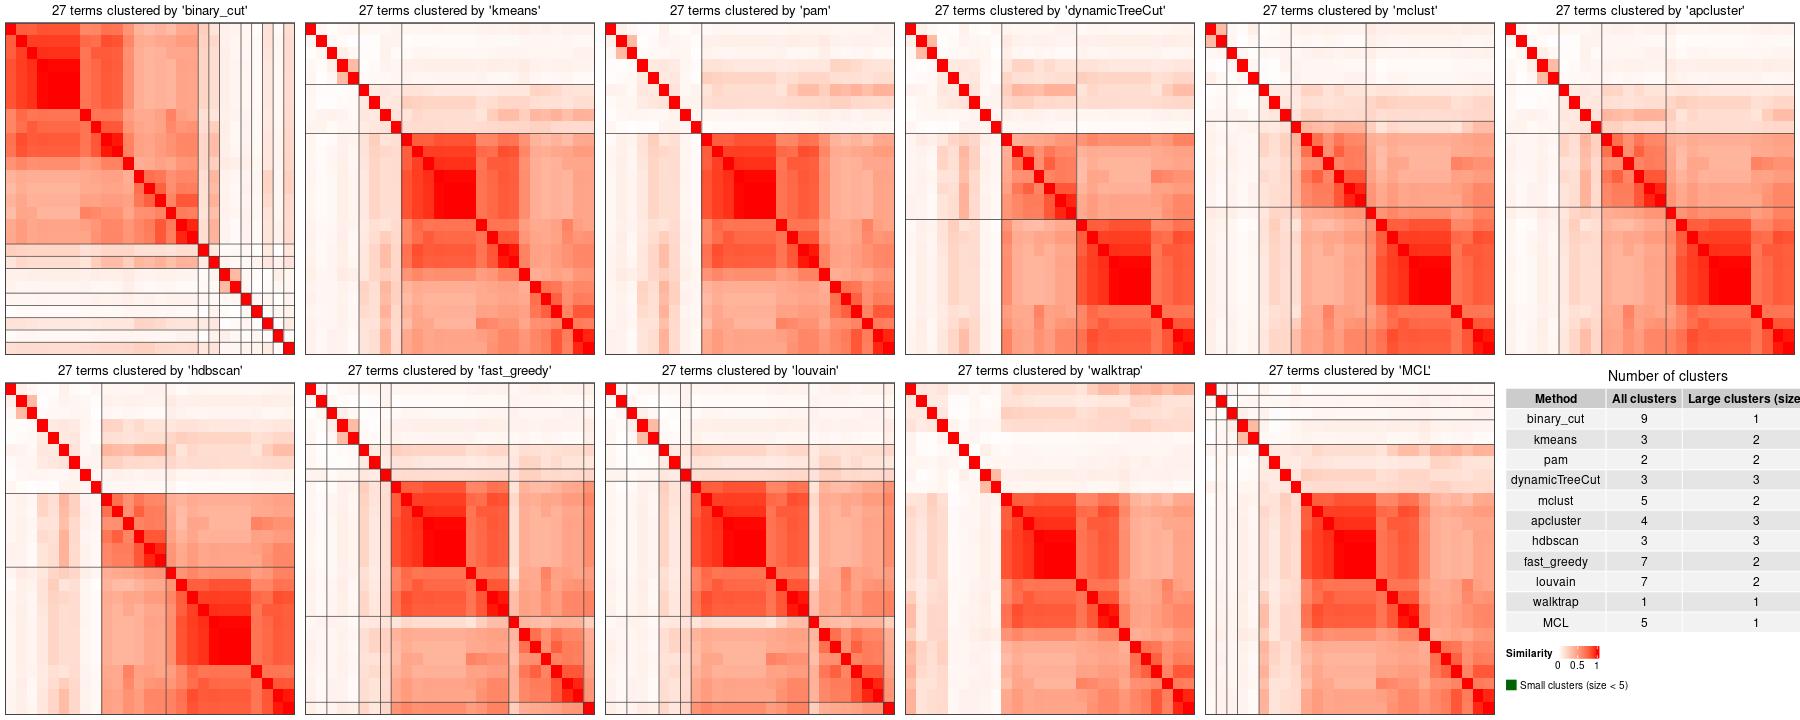 27 terms clustered by 'binary_cut'
27 terms clustered by 'kmeans'
27 terms clustered by 'pam'
27 terms clustered by 'dynamicTreeCut'
27 terms clustered by 'mclust'
27 terms clustered by 'apcluster'
27 terms clustered by 'hdbscan'
27 terms clustered by 'fast_greedy'
27 terms clustered by 'louvain'
27 terms clustered by 'walktrap'
27 terms clustered by 'MCL'
Number of clusters
Method All clusters Large clusters (size
binary_cut 9 1
kmeans 3 2
pam 2 2
dynamicTreeCut 3 3
mclust 5 2
apcluster 4 3
hdbscan 3 3
fast_greedy 7 2
louvain 7 2
walktrap 1 1
MCL 5 1
Similarity
0 0.5 1
Small clusters (size < 5)